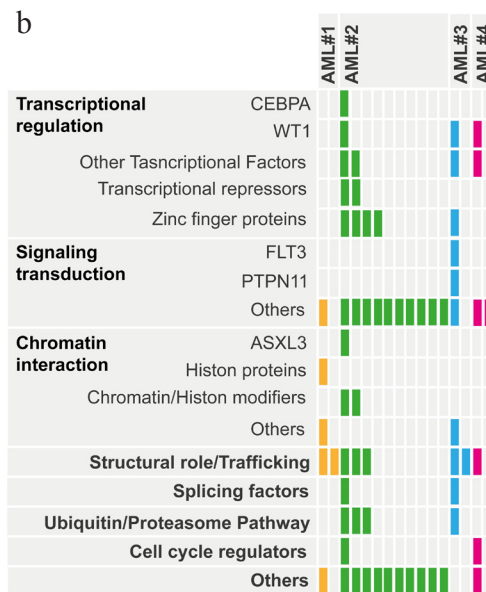 b
AML#1
AML#2
AML#3
AML#4
Transcriptional
regulation
CEBPA
WT1
Other Tasncriptional Factors
Transcriptional repressors
Zinc finger proteins
Signaling
transduction
FLT3
PTPN11
Others
Chromatin
interaction
ASXL3
Histon proteins
Chromatin/Histon modifiers
Others
Structural role/Trafficking
Splicing factors
Ubiquitin/Proteasome Pathway
Cell cycle regulators
Others